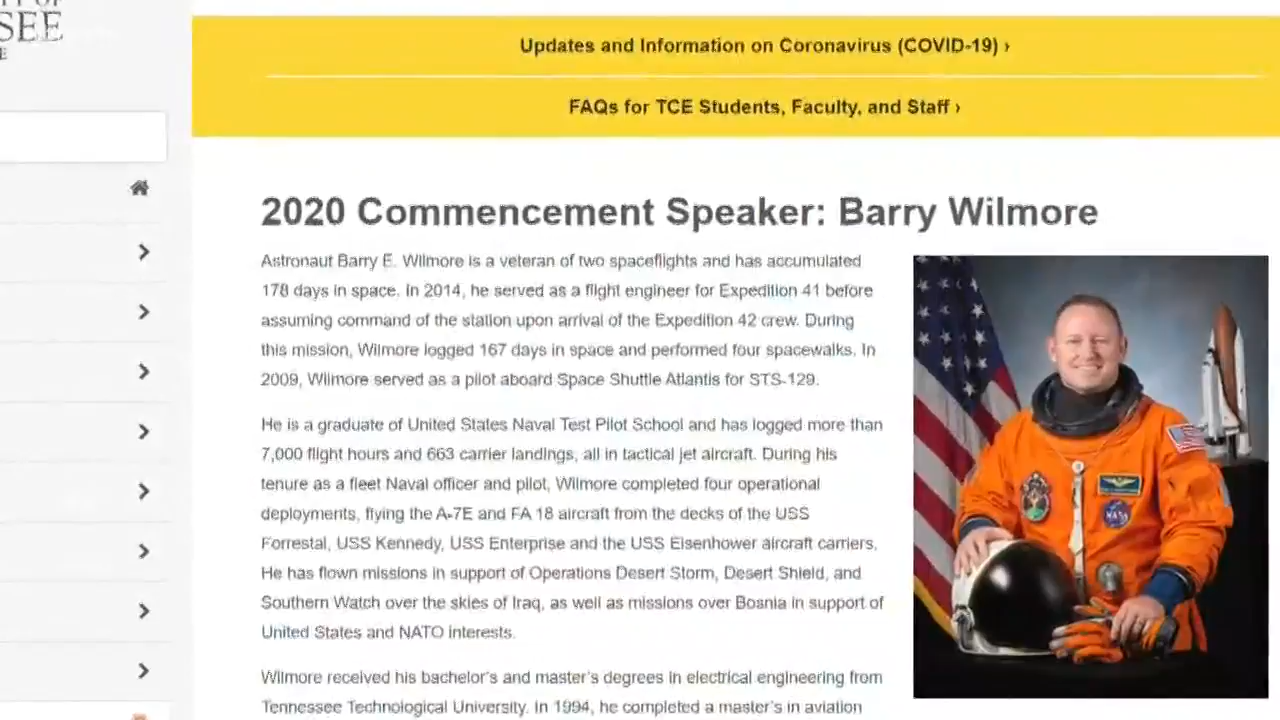 SEE
Updates and Information on Coronavirus (COVID-19) ›
FAQs for TCE Students, Faculty, and Staff ›
2020 Commencement Speaker: Barry Wilmore
Astronaut Barry E. Wilmore is a veteran of two spaceflights and has accumulated
178 days in space. In 2014, he served as a flight engineer for Expedition 41 before
assuming command of the station upon arrival of the Expedition 42 crew. During
this mission, Wilmore logged 167 days in space and performed four spacewalks. In
2009, Wilmore served as a pilot aboard Space Shuttle Atlantis for STS-129.
He is a graduate of United States Naval Test Pilot School and has logged more than
7,000 flight hours and 663 carrier landings, all in tactical jet aircraft. During his
tenure as a fleet Naval officer and pilot, Wilmore completed four operational
deployments, flying the A-7E and FA 18 aircraft from the decks of the USS
Forrestal, USS Kennedy, USS Enterprise and the USS Eisenhower aircraft carriers.
He has flown missions in support of Operations Desert Storm, Desert Shield, and
Southern Watch over the skies of Iraq, as well as missions over Bosnia in support of
United States and NATO interests.
Wilmore received his bachelor's and master's degrees in electrical engineering from
Tennessee Technological University. In 1994, he completed a master's in aviation
NASA